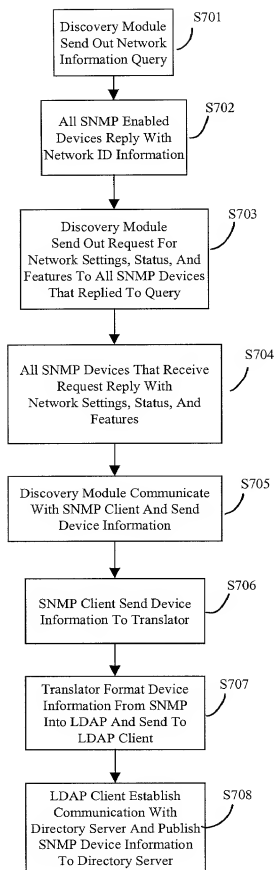 S701
Discovery Module
Send Out Network
Information Query
S702
All SNMP Enabled
Devices Reply With
Network ID Information
S703
Discovery Module
Send Out Request For
Network Settings, Status, And
Features To All SNMP Devices
That Replied To Query
S704
All SNMP Devices That Receive
Request Reply With
Network Settings, Status, And
Features
S705
Discovery Module Communicate
With SNMP Client And Send
Device Information
S706
SNMP Client Send Device
Information To Translator
S707
Translator Format Device
Information From SNMP
Into LDAP And Send To
LDAP Client
S708
LDAP Client Establish
Communication With
Directory Server And Publish
SNMP Device Information
To Directory Server